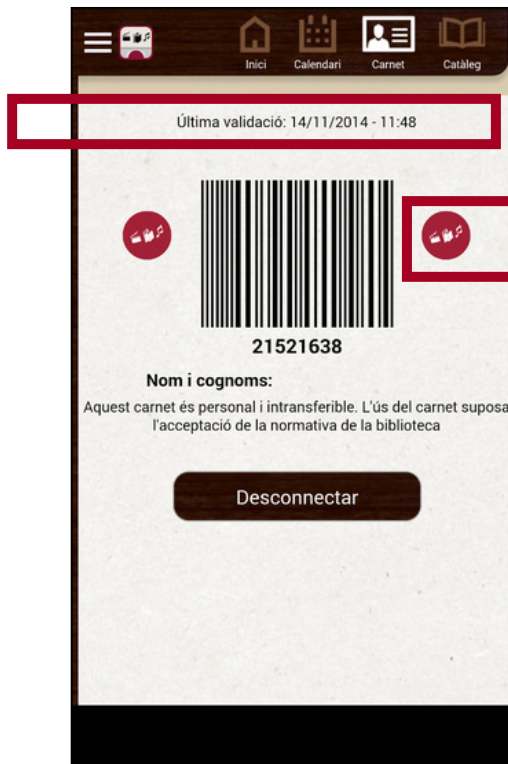 Inici Calendari Carnet Catàleg
Última validació: 14/11/2014 - 11:48
21521638
Nom i cognoms:
Aquest carnet és personal i intransferible. L'ús del carnet suposa
l'acceptació de la normativa de la biblioteca
Desconnectar